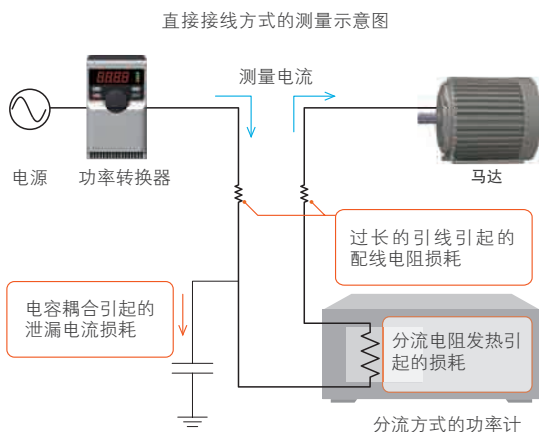 直接接线方式的测量示意图
测量电流
电源
功率转换器
马达
过长的引线引起的
配线电阻损耗
电容耦合引起的
泄漏电流损耗
分流电阻发热引
起的损耗
分流方式的功率计